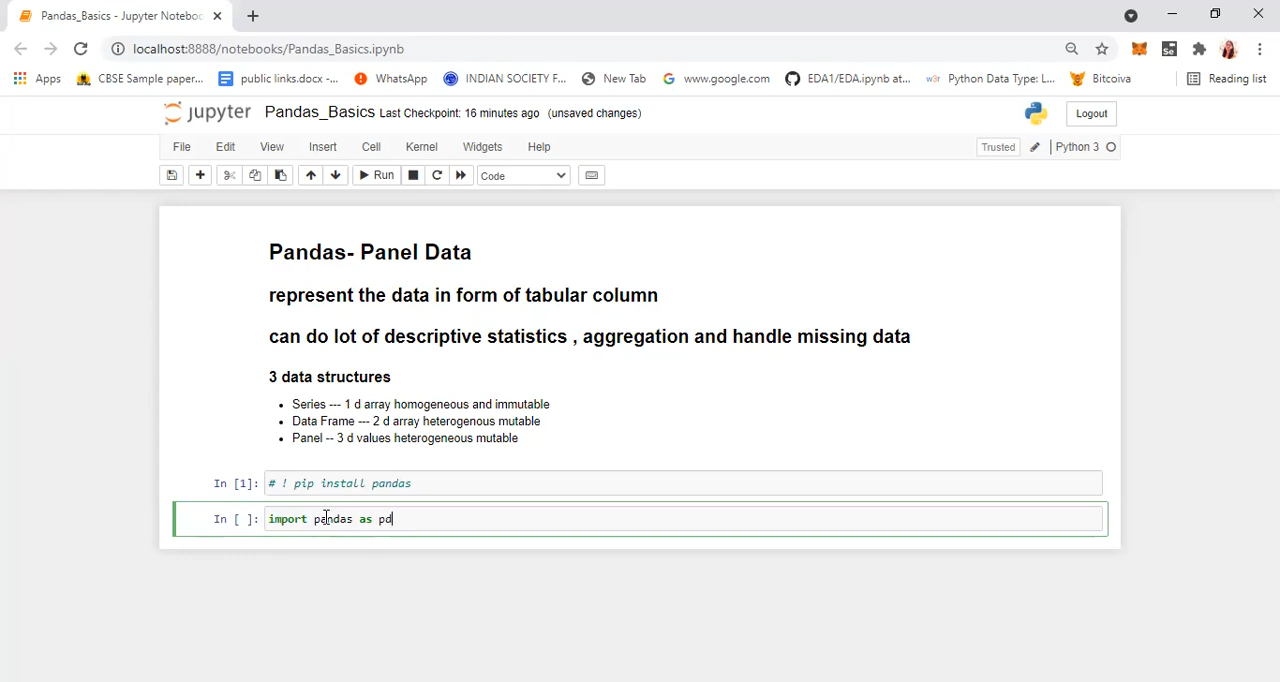 Pandas_Basics - Jupyter Noteboo
localhost:8888/notebooks/Pandas_Basics.ipynb
Apps CBSE Sample paper... public links.docx -... WhatsApp INDIAN SOCIETY F... New Tab www.google.com EDA1/EDA.ipynb at... w3r Python Data Type: L... Bitcoiva Reading list
jupyter Pandas_Basics Last Checkpoint: 16 minutes ago (unsaved changes) Logout
File Edit View Insert Cell Kernel Widgets Help Trusted Python 3
Run Code
Pandas- Panel Data
represent the data in form of tabular column
can do lot of descriptive statistics , aggregation and handle missing data
3 data structures
• Series --- 1 d array homogeneous and immutable
• Data Frame --- 2 d array heterogenous mutable
• Panel -- 3 d values heterogeneous mutable
In [1]: # ! pip install pandas
In [ ]: import pandas as pd